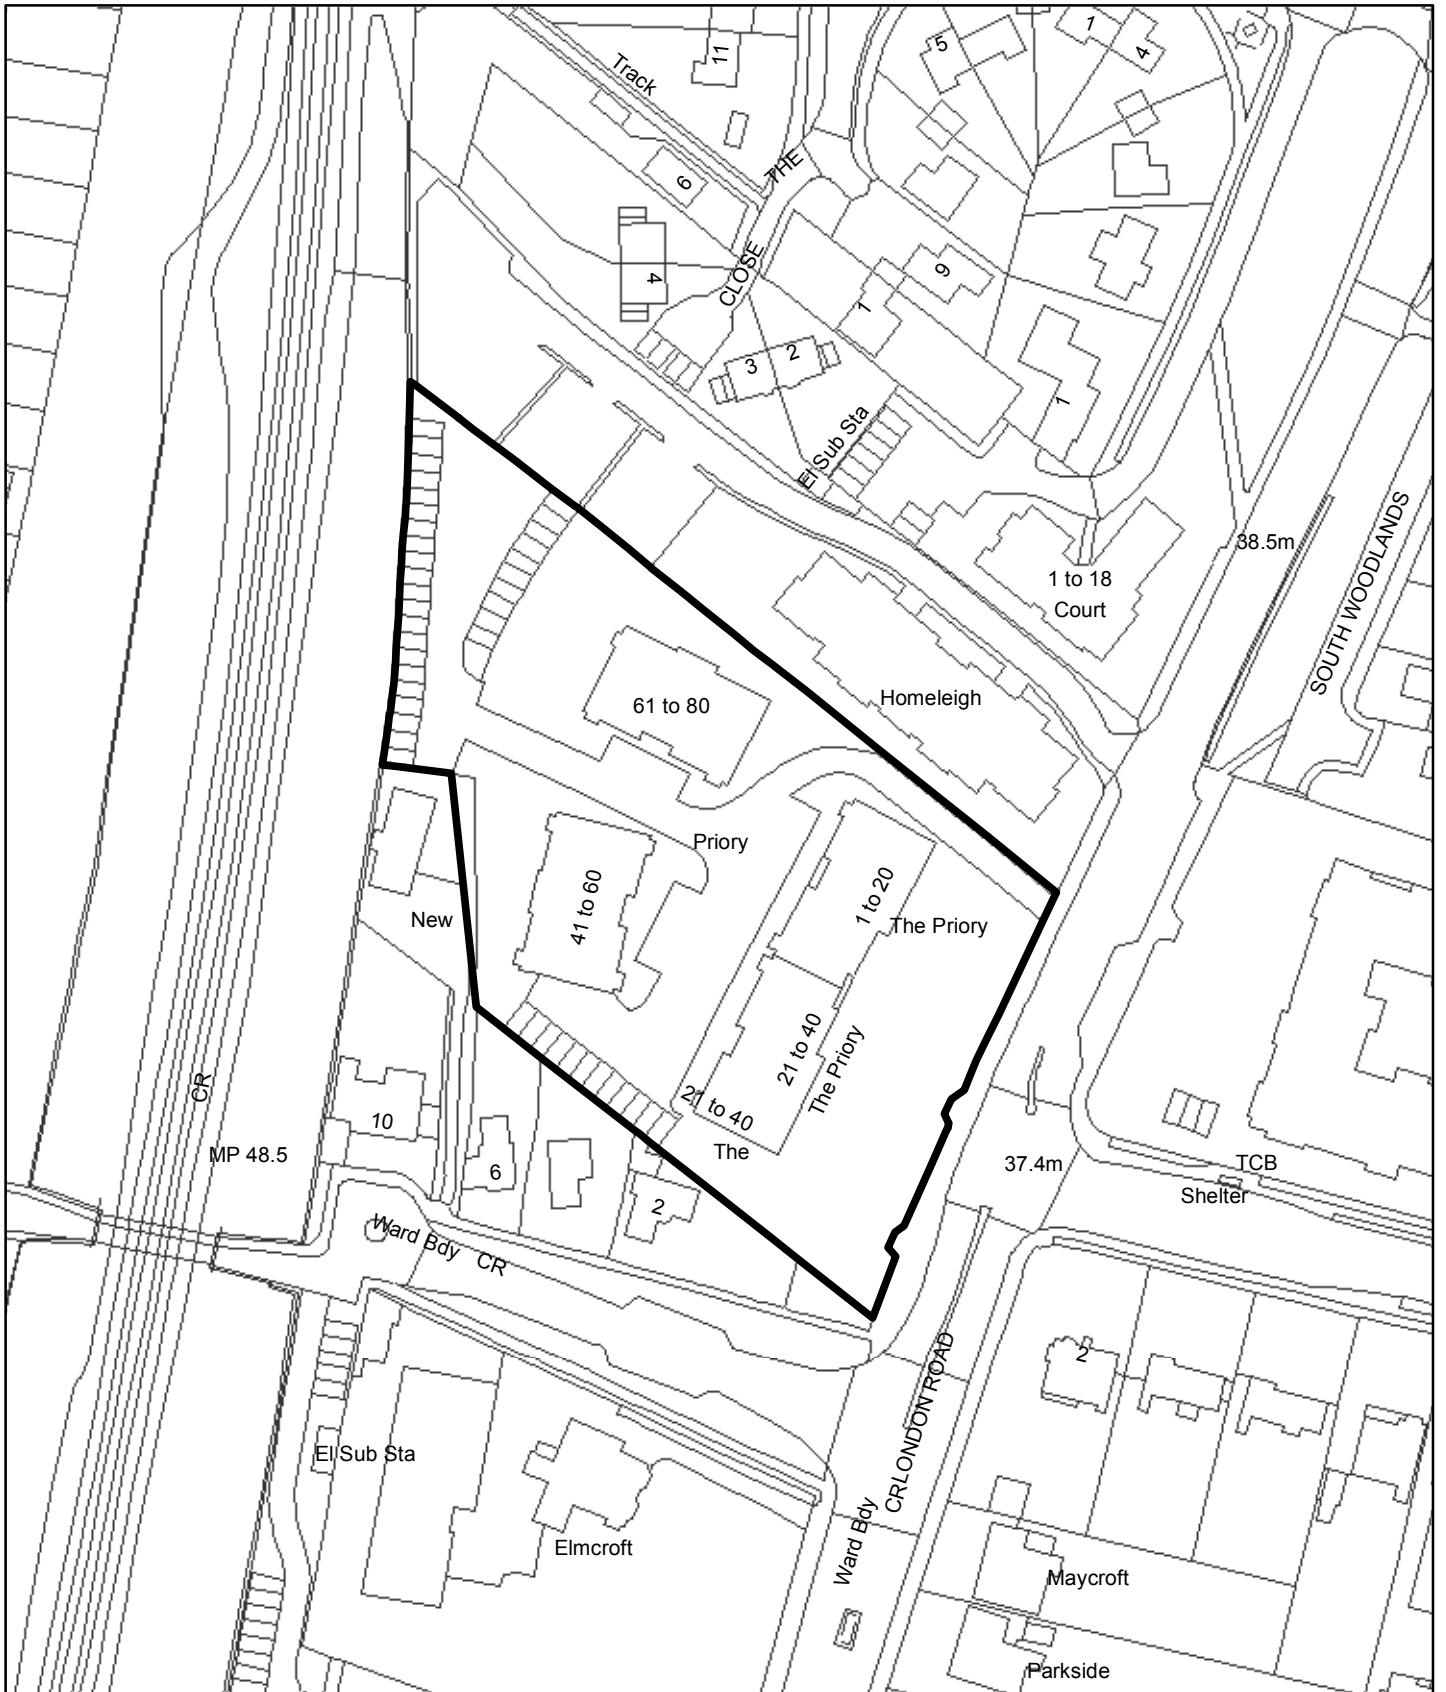 Track
11
5
1
4
THE
6
4
CLOSE
9
1
3
2
1
El Sub Sta
38.5m
SOUTH WOODLANDS
1 to 18
Court
61 to 80
Homeleigh
Priory
41 to 60
1 to 20
New
The Priory
21 to 40
The Priory
CR
21 to 40
The
10
MP 48.5
6
2
37.4m
TCB
Shelter
Ward Bdy
CR
2
CR
LONDON ROAD
El Sub Sta
Elmcroft
Ward Bdy
Maycroft
Parkside